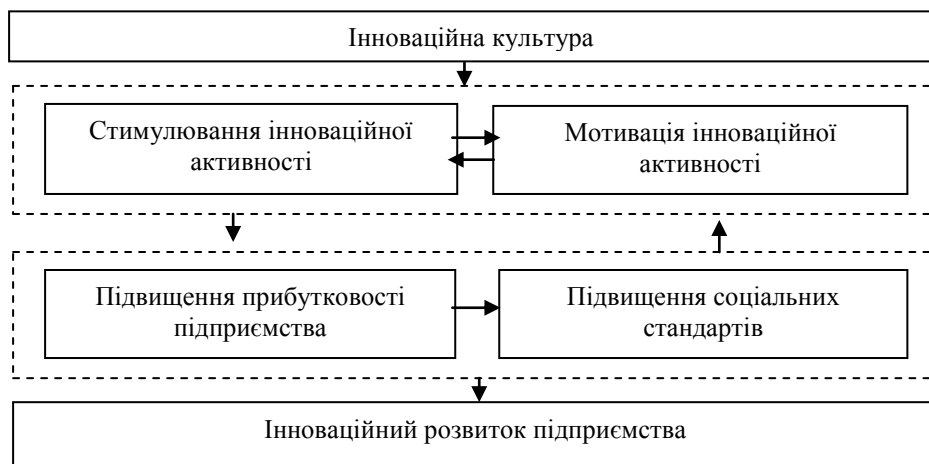 Інноваційна культура
Стимулювання інноваційної
активності
Мотивація інноваційної
активності
Підвищення прибутковості
підприємства
Підвищення соціальних
стандартів
Інноваційний розвиток підприємства